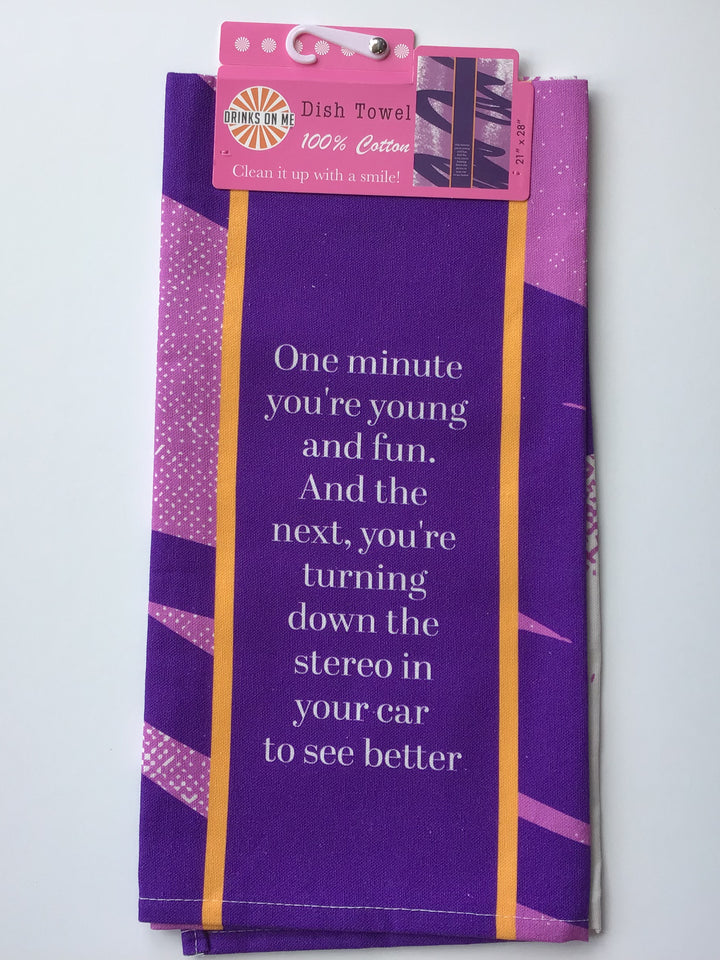 DRINKS ON ME
Dish Towel
100% Cotton
Clean it up with a smile!
21" x 28"
One minute
you're young
and fun.
And the
next, you're
turning
down the
stereo in
your car
to see better